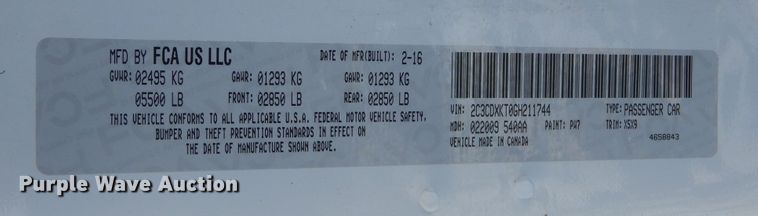 MFD BY FCA US LLC DATE OF MFR(BUILT): 2-16
GVWR: 02495 KG GAWR: 01293 KG GAWR: 01293 KG
05500 LB FRONT: 02850 LB REAR: 02850 LB
THIS VEHICLE CONFORMS TO ALL APPLICABLE U.S.A. FEDERAL MOTOR VEHICLE SAFETY,
BUMPER AND THEFT PREVENTION STANDARDS IN EFFECT ON
THE DATE OF MANUFACTURE SHOWN ABOVE.
VIN: 2C3CDXKT0GH211744 TYPE: PASSENGER CAR
MDH: 022009 540AA PAINT: PW7 TRIM: X5X9
VEHICLE MADE IN CANADA 4658843
Purple Wave Auction